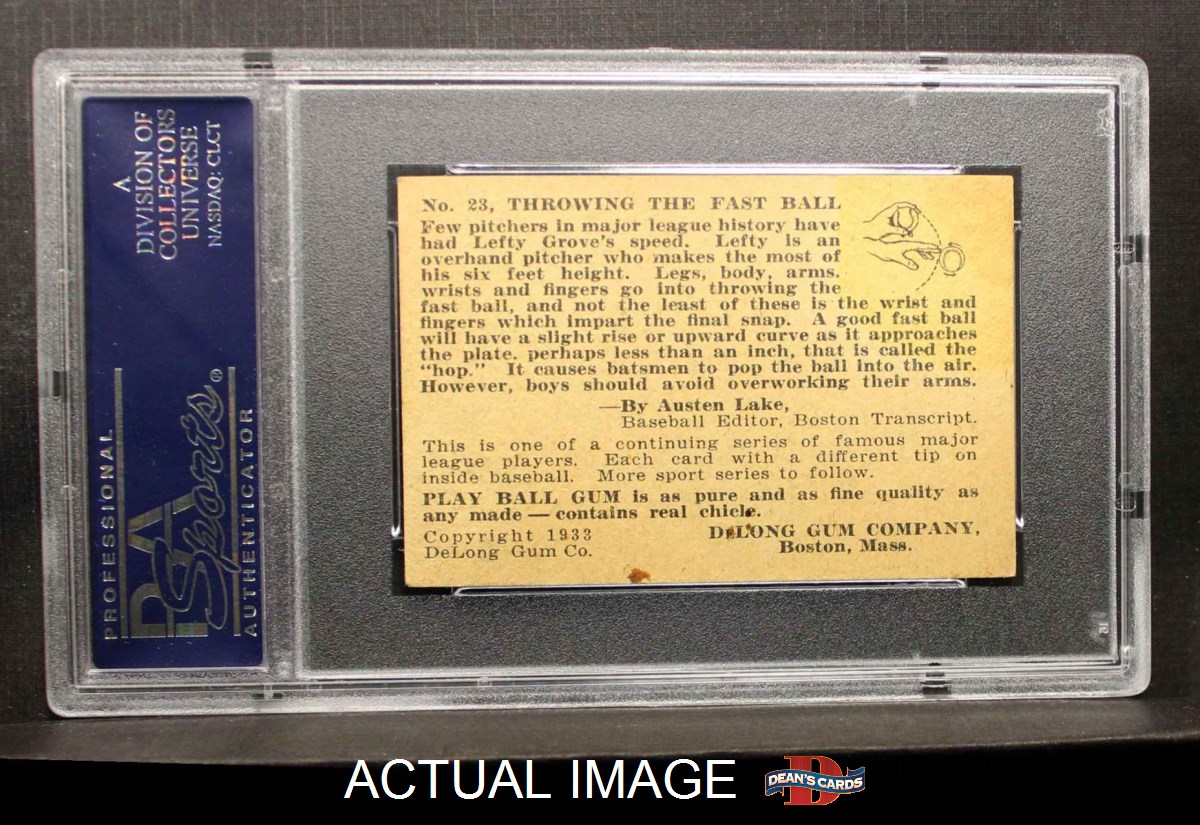 A
DIVISION OF
COLLECTORS
UNIVERSE
NASDAQ: CLCT
PROFESSIONAL
PSA
Sports®
AUTHENTICATOR
No. 23, THROWING THE FAST BALL
Few pitchers in major league history have
had Lefty Grove's speed. Lefty is an
overhand pitcher who makes the most of
his six feet height. Legs, body, arms.
wrists and fingers go into throwing the
fast ball, and not the least of these is the wrist and
fingers which impart the final snap. A good fast ball
will have a slight rise or upward curve as it approaches
the plate. perhaps less than an inch, that is called the
"hop." It causes batsmen to pop the ball into the air.
However, boys should avoid overworking their arms.
—By Austen Lake,
Baseball Editor, Boston Transcript.
This is one of a continuing series of famous major
league players. Each card with a different tip on
inside baseball. More sport series to follow.
PLAY BALL GUM is as pure and as fine quality as
any made — contains real chicle.
Copyright 1933
DeLong Gum Co.
DeLONG GUM COMPANY,
Boston, Mass.
ACTUAL IMAGE
DEAN'S CARDS